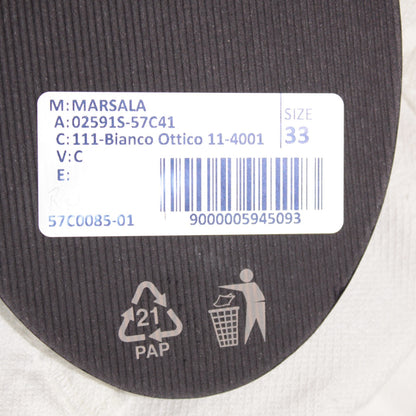 M: MARSALA
A: 02591S-57C41
C: 111-Bianco Ottico 11-4001
V: C
E:
SIZE
33
57C0085-01
9000005945093
21
PAP